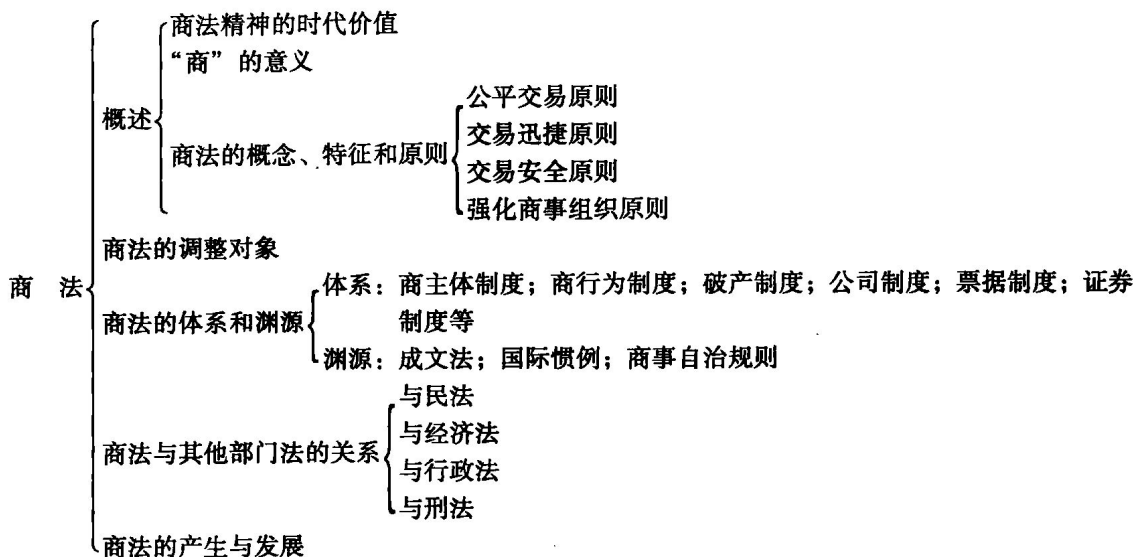 商法精神的时代价值
“商”的意义
概述
商法的概念、特征和原则
公平交易原则
交易迅捷原则
交易安全原则
强化商事组织原则
商法的调整对象
商 法
商法的体系和渊源
体系：商主体制度；商行为制度；破产制度；公司制度；票据制度；证券
制度等
渊源：成文法；国际惯例；商事自治规则
商法与其他部门法的关系
与民法
与经济法
与行政法
与刑法
商法的产生与发展